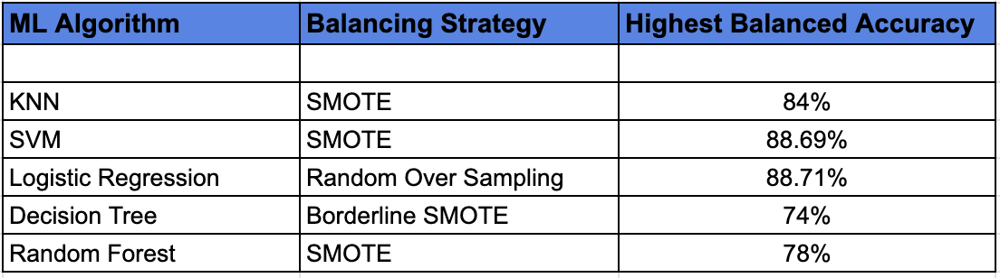 ML Algorithm Balancing Strategy Highest Balanced Accuracy
KNN SMOTE 84%
SVM SMOTE 88.69%
Logistic Regression Random Over Sampling 88.71%
Decision Tree Borderline SMOTE 74%
Random Forest SMOTE 78%